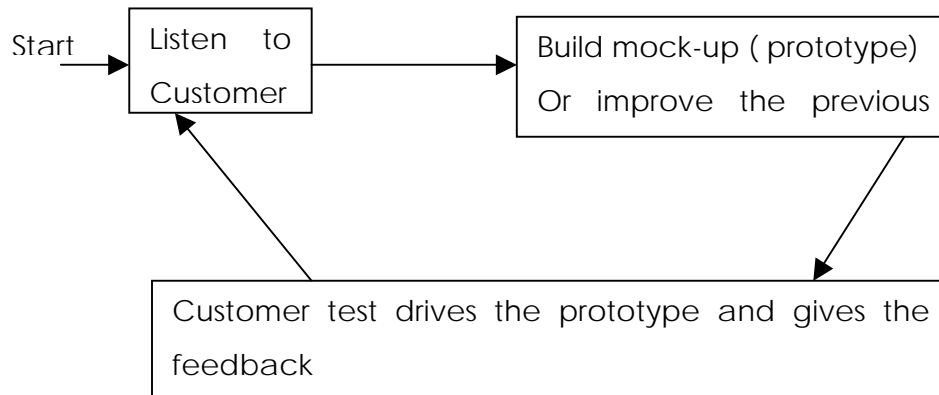 Start
Listen to
Customer
Build mock-up ( prototype)
Or improve the previous
Customer test drives the prototype and gives the
feedback